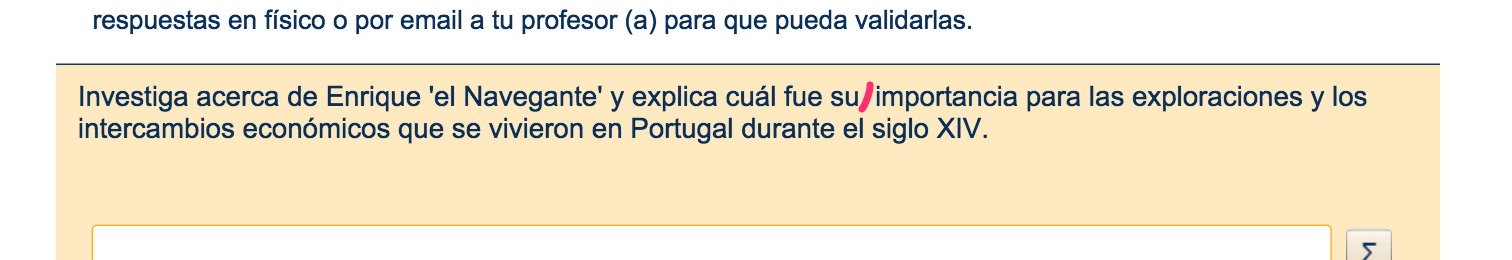 respuestas en físico o por email a tu profesor (a) para que pueda validarlas.
Investiga acerca de Enrique 'el Navegante' y explica cuál fue su importancia para las exploraciones y los
intercambios económicos que se vivieron en Portugal durante el siglo XIV.
Σ